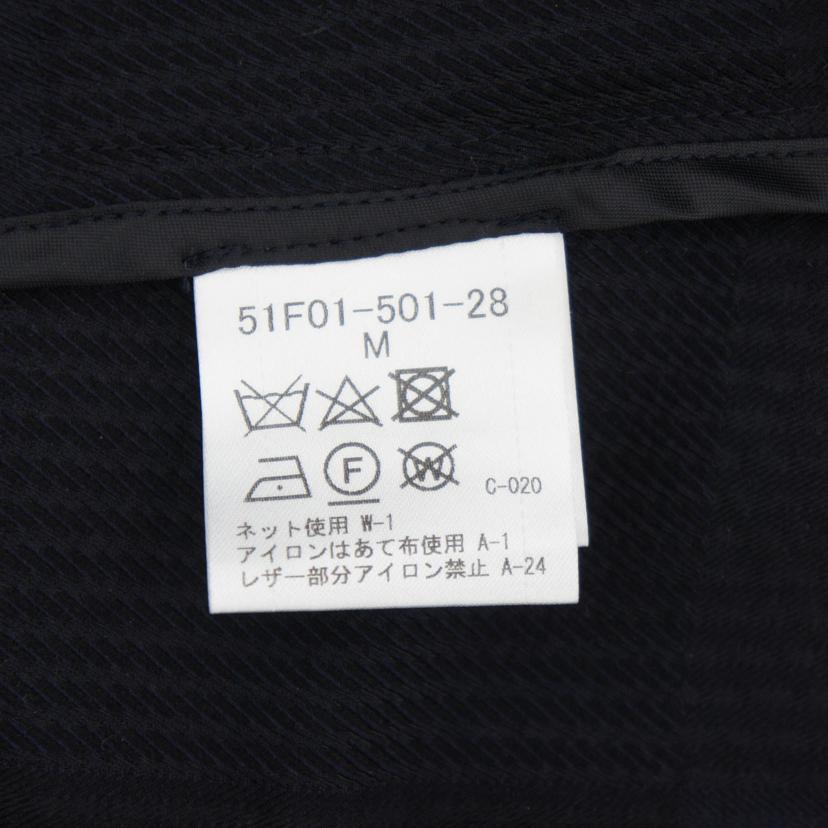 51F01-501-28
M
F W C-020
ネット使用 W-1
アイロンはあて布使用 A-1
レザー部分アイロン禁止 A-24